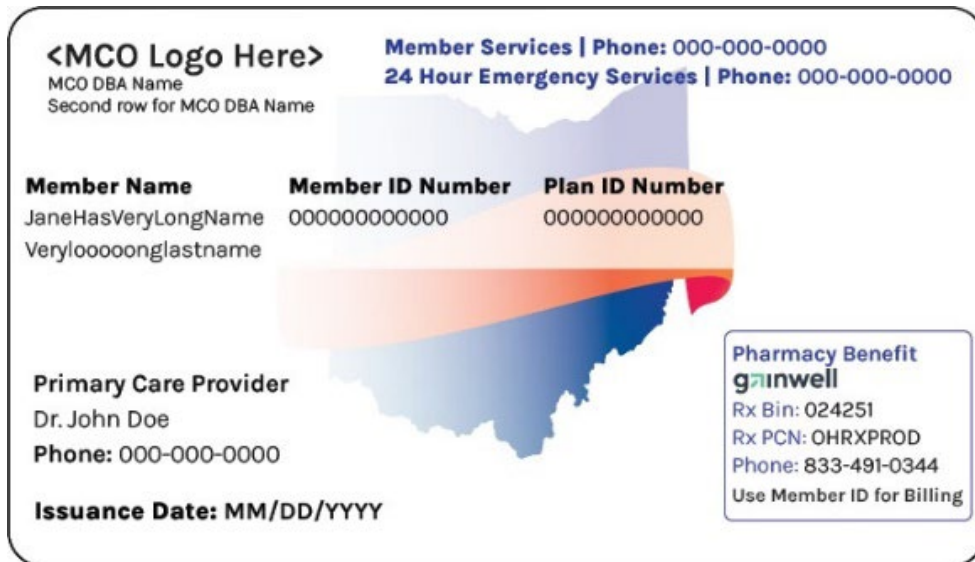 <MCO Logo Here>
MCO DBA Name
Second row for MCO DBA Name
Member Services | Phone: 000-000-0000
24 Hour Emergency Services | Phone: 000-000-0000
Member Name
JaneHasVeryLongName
Verylooooonglastname
Member ID Number
000000000000
Plan ID Number
000000000000
Primary Care Provider
Dr. John Doe
Phone: 000-000-0000
Issuance Date: MM/DD/YYYY
Pharmacy Benefit
gainwell
Rx Bin: 024251
Rx PCN: OHRXPROD
Phone: 833-491-0344
Use Member ID for Billing